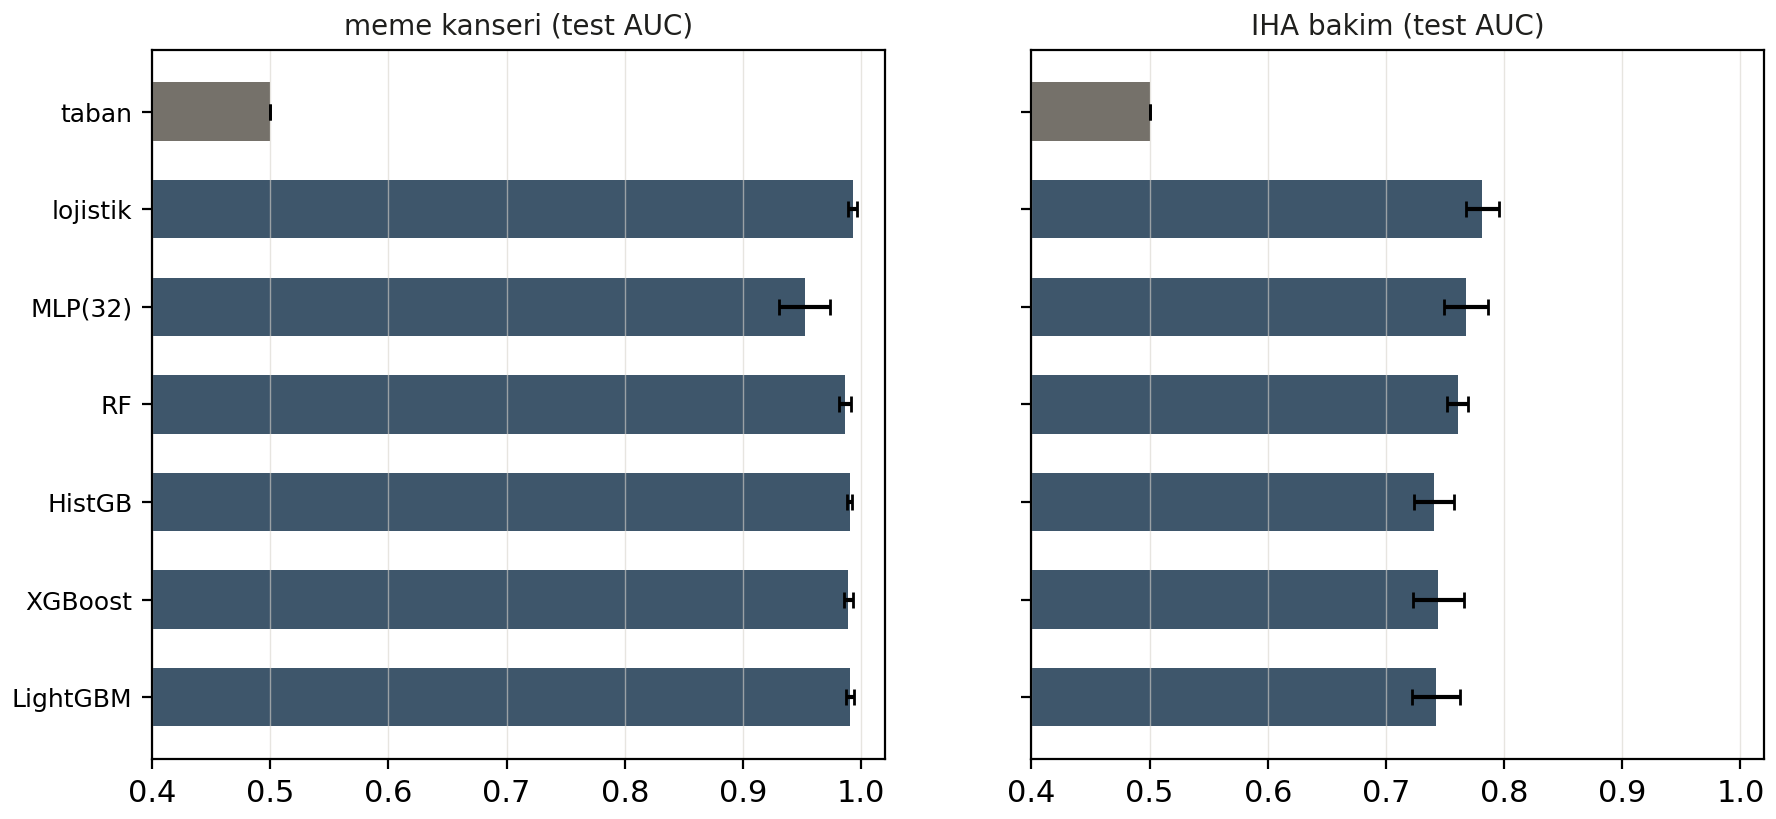 meme kanseri (test AUC)
IHA bakim (test AUC)
taban
lojistik
MLP(32)
RF
HistGB
XGBoost
LightGBM
0.4 0.5 0.6 0.7 0.8 0.9 1.0
0.4 0.5 0.6 0.7 0.8 0.9 1.0